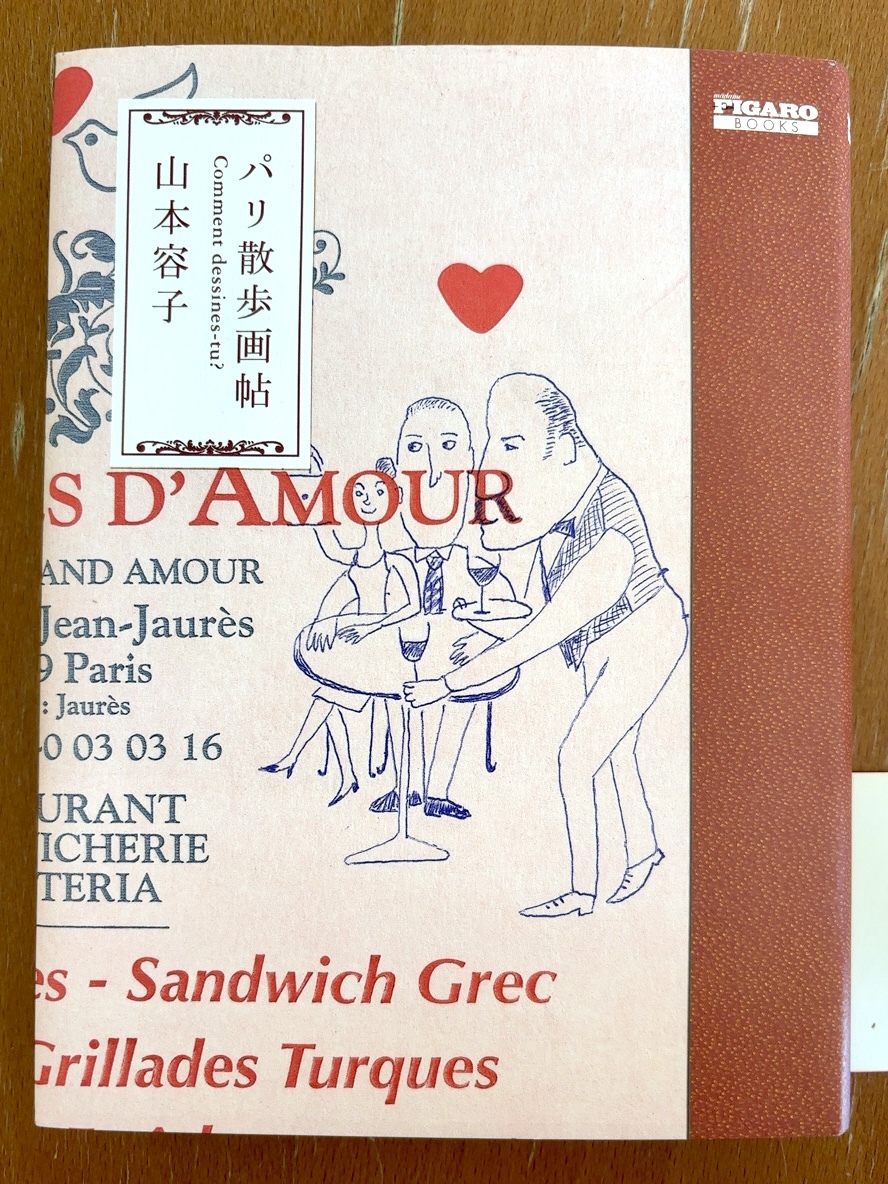 パリ散歩画帖
Comment dessines-tu?
山本容子
madame
FIGARO
BOOKS
S D'AMOUR
AND AMOUR
Jean-Jaurès
9 Paris
: Jaurès
0 03 03 16
URANT
ICHERIE
TERIA
es - Sandwich Grec
Grillades Turques